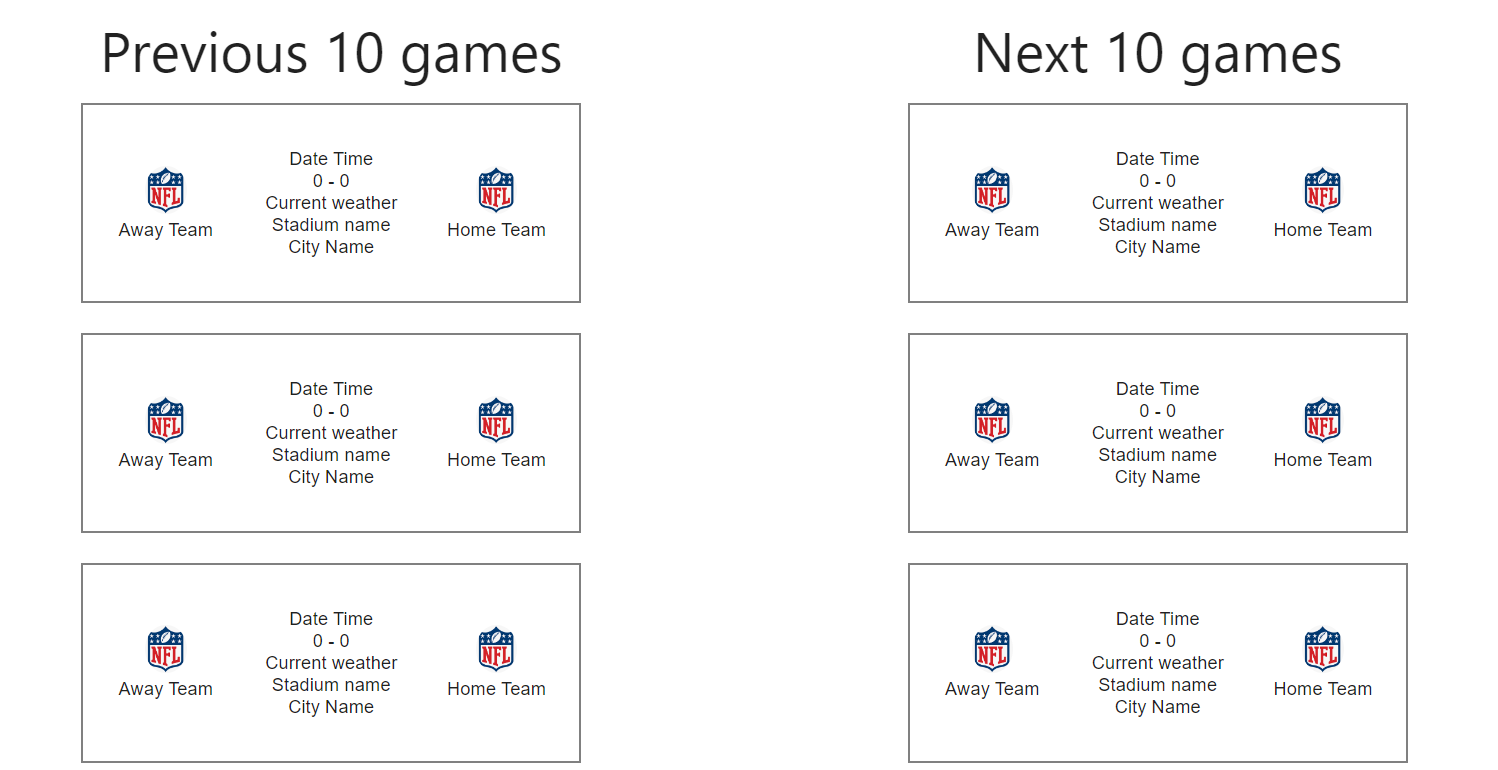 Previous 10 games
NFL
Away Team
Date Time
0 - 0
Current weather
Stadium name
City Name
NFL
Home Team
NFL
Away Team
Date Time
0 - 0
Current weather
Stadium name
City Name
NFL
Home Team
NFL
Away Team
Date Time
0 - 0
Current weather
Stadium name
City Name
NFL
Home Team
Next 10 games
NFL
Away Team
Date Time
0 - 0
Current weather
Stadium name
City Name
NFL
Home Team
NFL
Away Team
Date Time
0 - 0
Current weather
Stadium name
City Name
NFL
Home Team
NFL
Away Team
Date Time
0 - 0
Current weather
Stadium name
City Name
NFL
Home Team